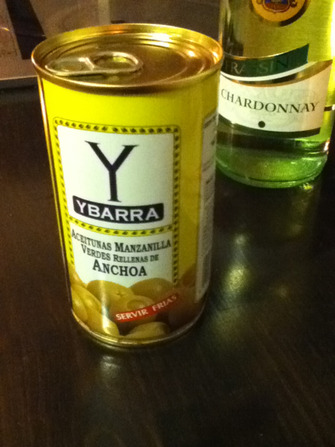 Y
YBARRA
ACEITUNAS MANZANILLA
VERDES RELLENAS DE
ANCHOA
SERVIR FRIAS
CHARDONNAY